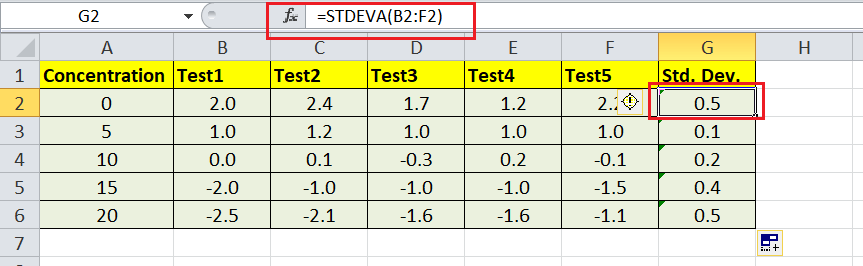 G2 fx =STDEVA(B2:F2)
A B C D E F G H
1 Concentration Test1 Test2 Test3 Test4 Test5 Std. Dev.
2 0 2.0 2.4 1.7 1.2 0.5
3 5 1.0 1.2 1.0 1.0 1.0 0.1
4 10 0.0 0.1 -0.3 0.2 -0.1 0.2
5 15 -2.0 -1.0 -1.0 -1.0 -1.5 0.4
6 20 -2.5 -2.1 -1.6 -1.6 -1.1 0.5
7